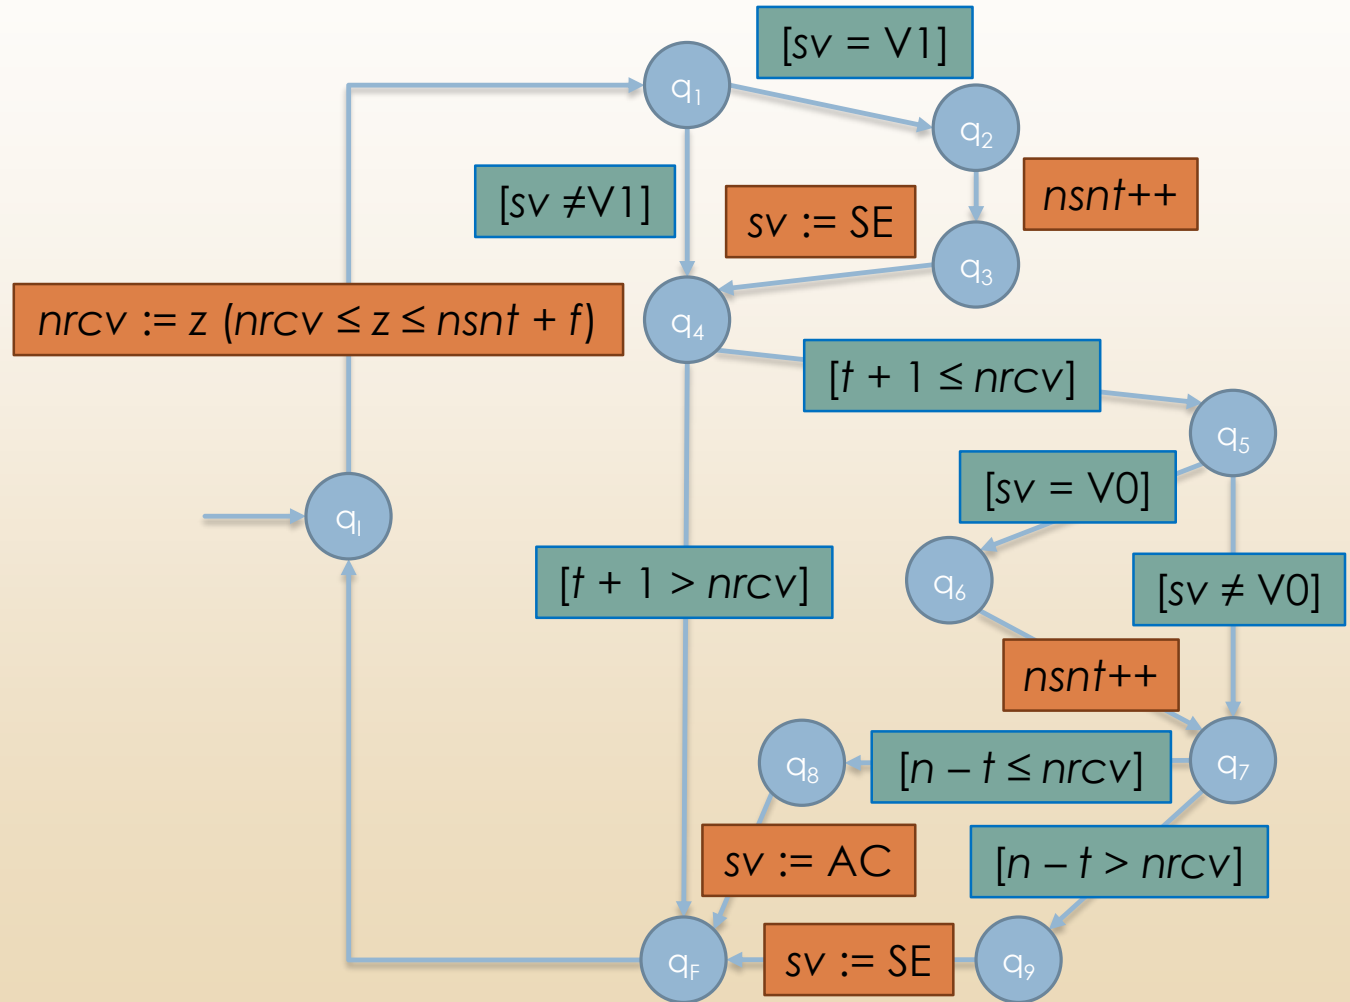 [sv = V1]
q1
q2
[sv ≠V1]
sv := SE
nsnt++
q3
nrcv := z (nrcv ≤ z ≤ nsnt + f)
q4
[t + 1 ≤ nrcv]
q5
[sv = V0]
qI
[t + 1 > nrcv]
q6
[sv ≠ V0]
nsnt++
q8
[n – t ≤ nrcv]
q7
sv := AC
[n – t > nrcv]
qF
sv := SE
q9